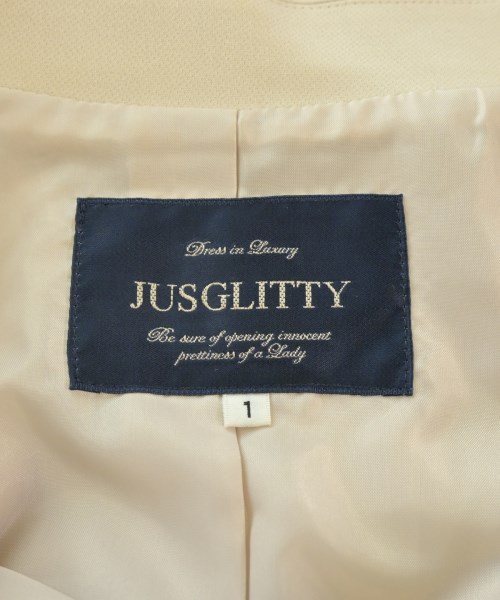 Dress in Luxury
JUSGLITTY
Be sure of opening innocent
prettiness of a Lady
1